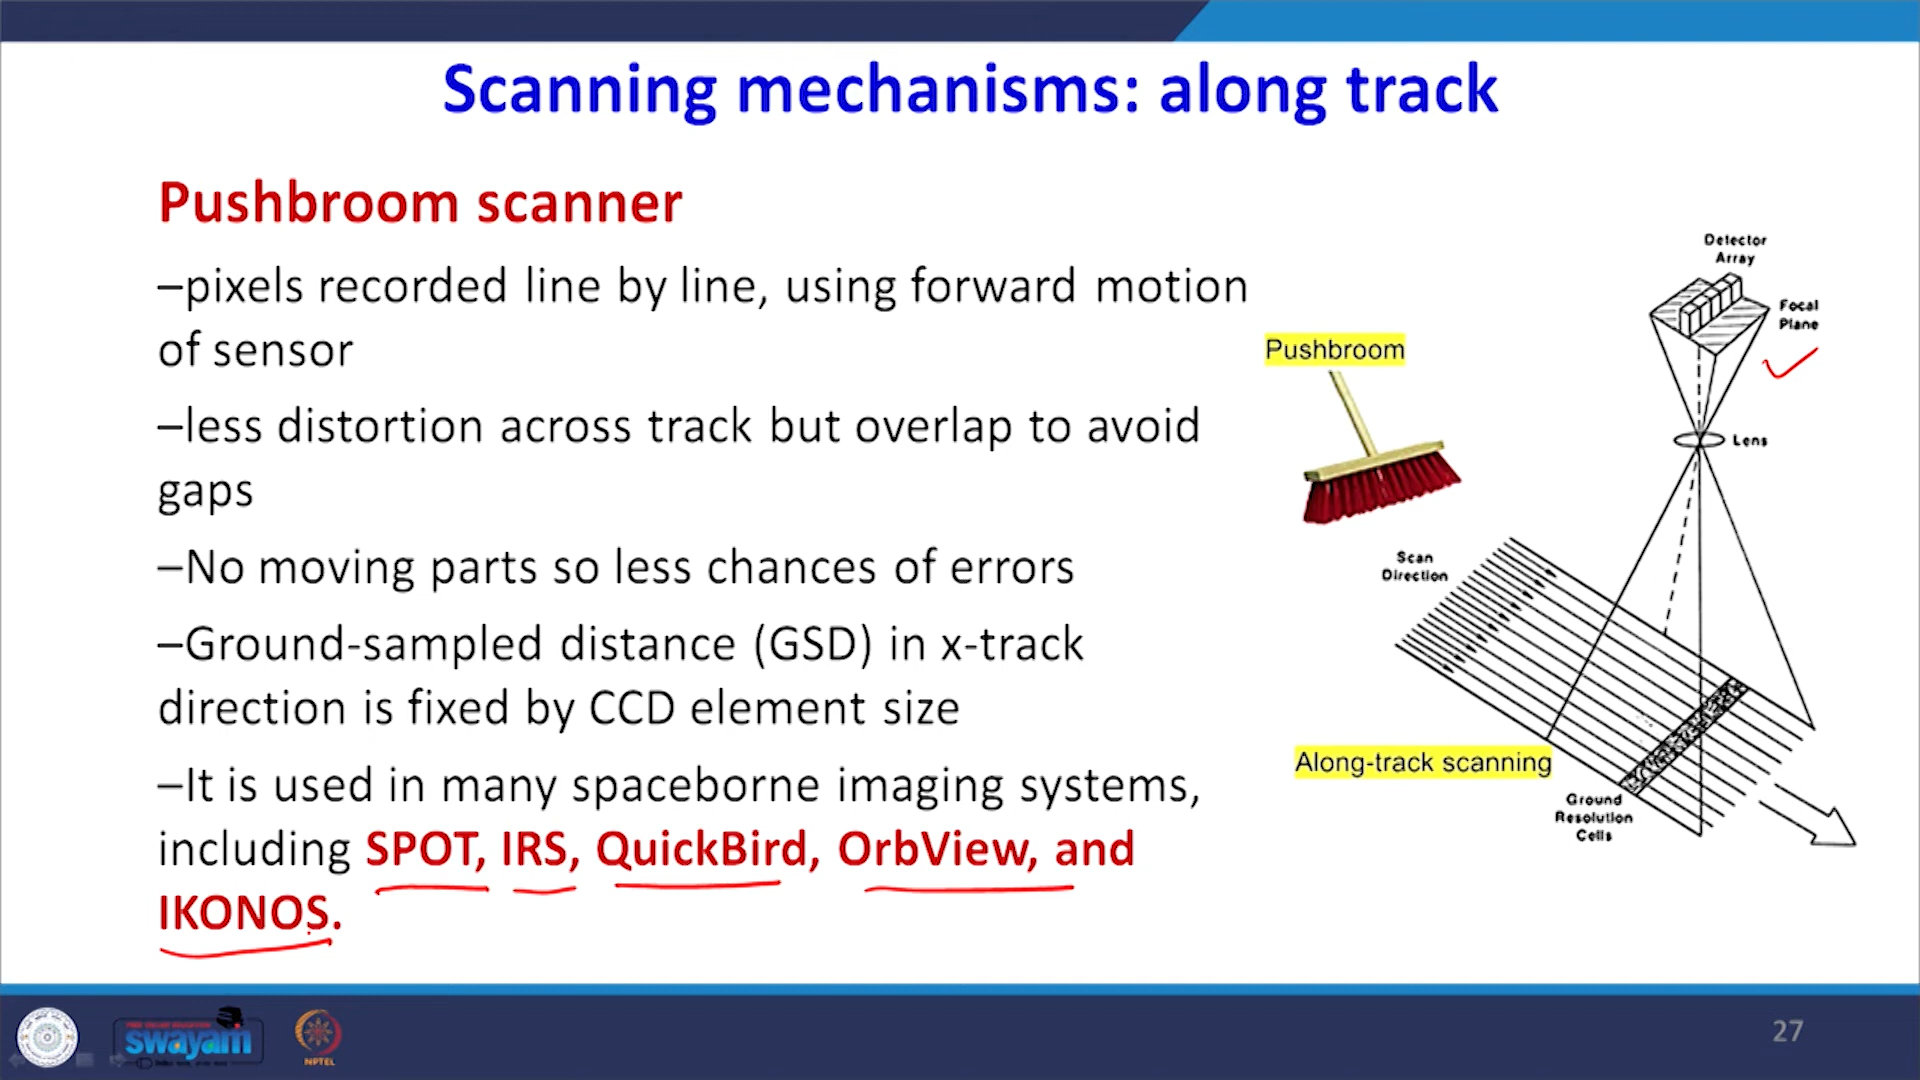 Scanning mechanisms: along track
Pushbroom scanner
–pixels recorded line by line, using forward motion
of sensor
–less distortion across track but overlap to avoid
gaps
–No moving parts so less chances of errors
–Ground-sampled distance (GSD) in x-track
direction is fixed by CCD element size
–It is used in many spaceborne imaging systems,
including SPOT, IRS, QuickBird, OrbView, and
IKONOS.
Pushbroom
Detector
Array
Focal
Plane
Lens
Scan
Direction
Along-track scanning
Ground
Resolution
Cells
swayam
NPTEL
27